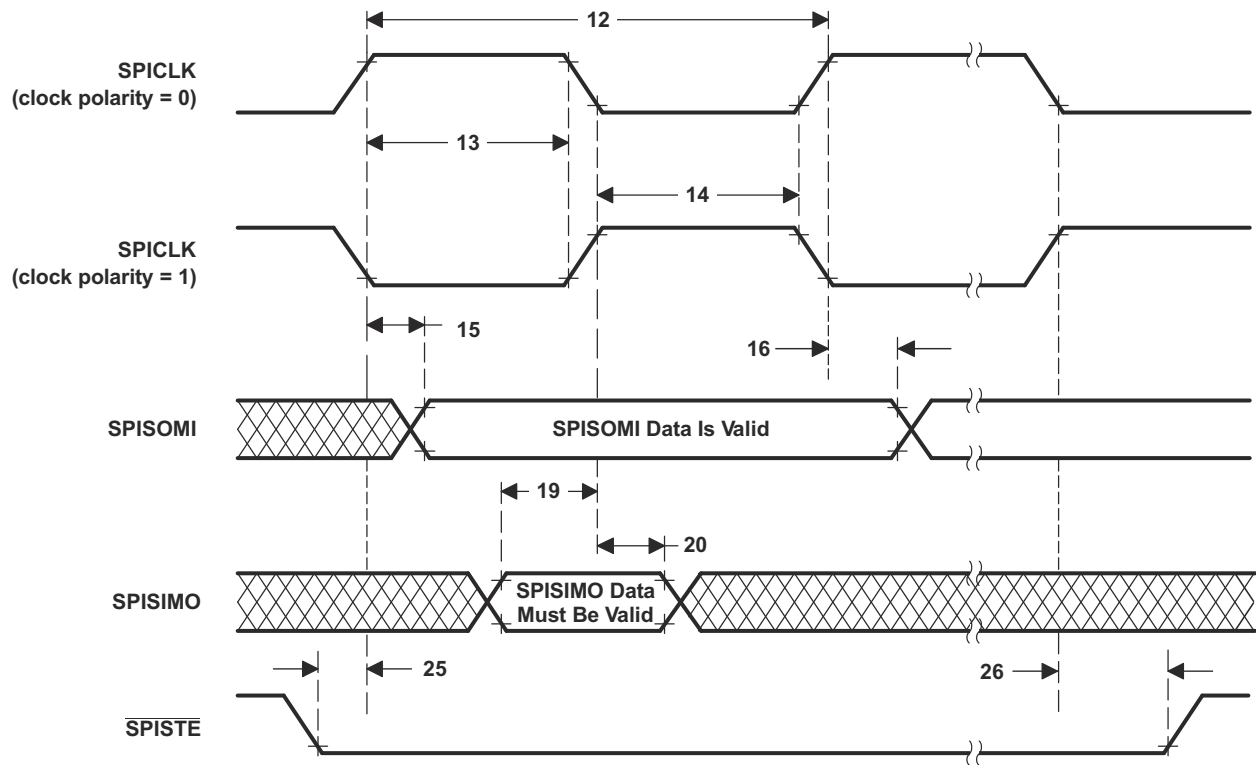 12
SPICLK
(clock polarity = 0)
13
14
SPICLK
(clock polarity = 1)
15
16
SPISOMI
SPISOMI Data Is Valid
19
20
SPISIMO
SPISIMO Data
Must Be Valid
25
26
SPISTE